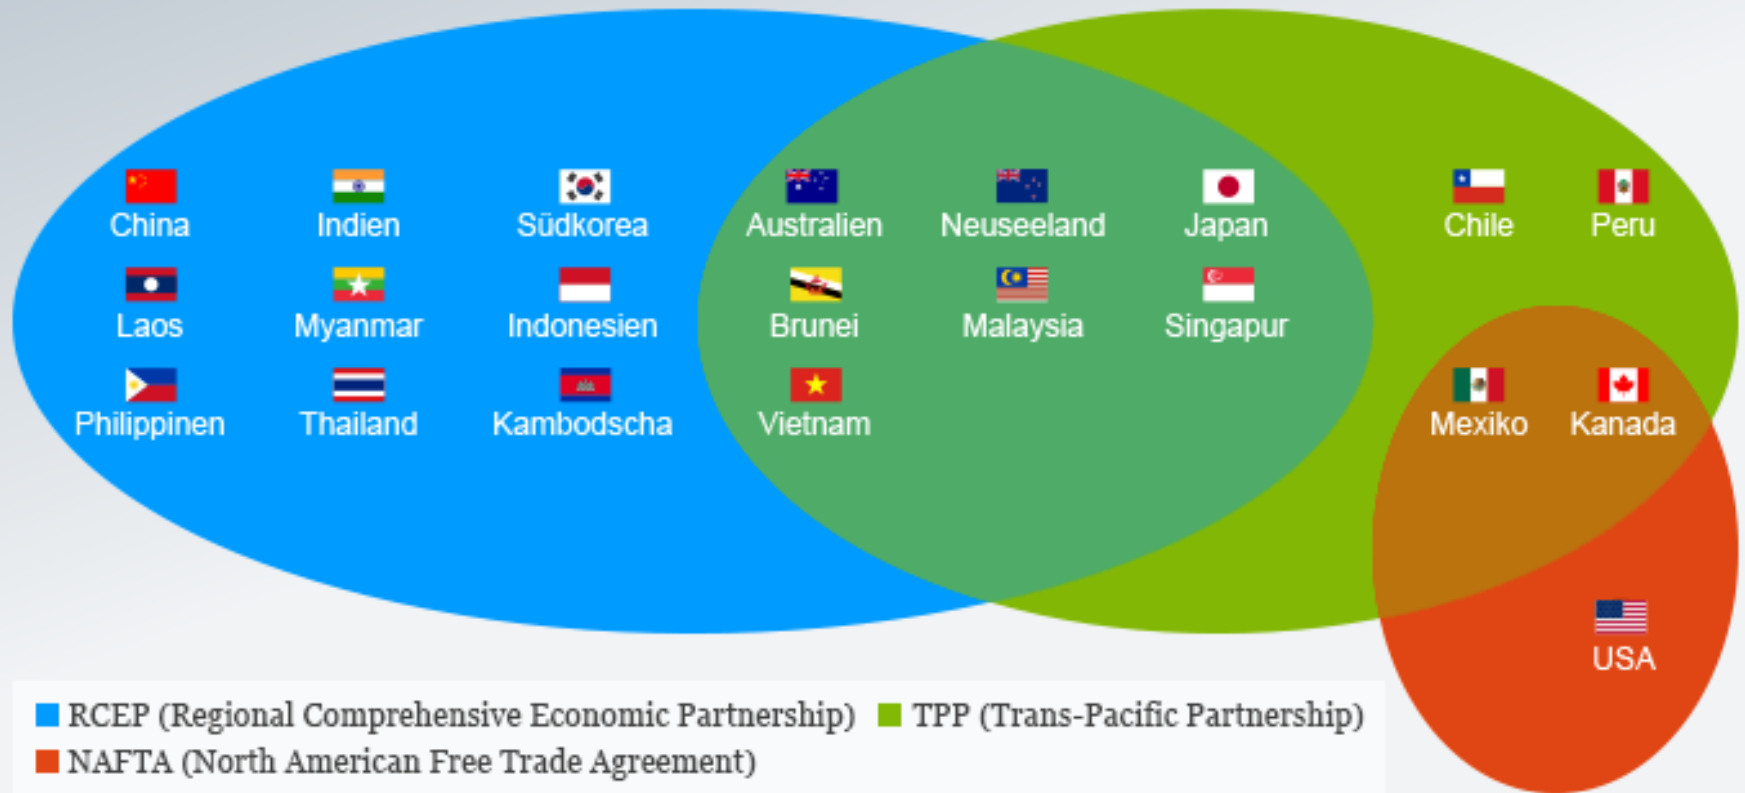 China Indien Südkorea Australien Neuseeland Japan Chile Peru
Laos Myanmar Indonesien Brunei Malaysia Singapur
Philippinen Thailand Kambodscha Vietnam Mexiko Kanada
USA
RCEP (Regional Comprehensive Economic Partnership) TPP (Trans-Pacific Partnership)
NAFTA (North American Free Trade Agreement)